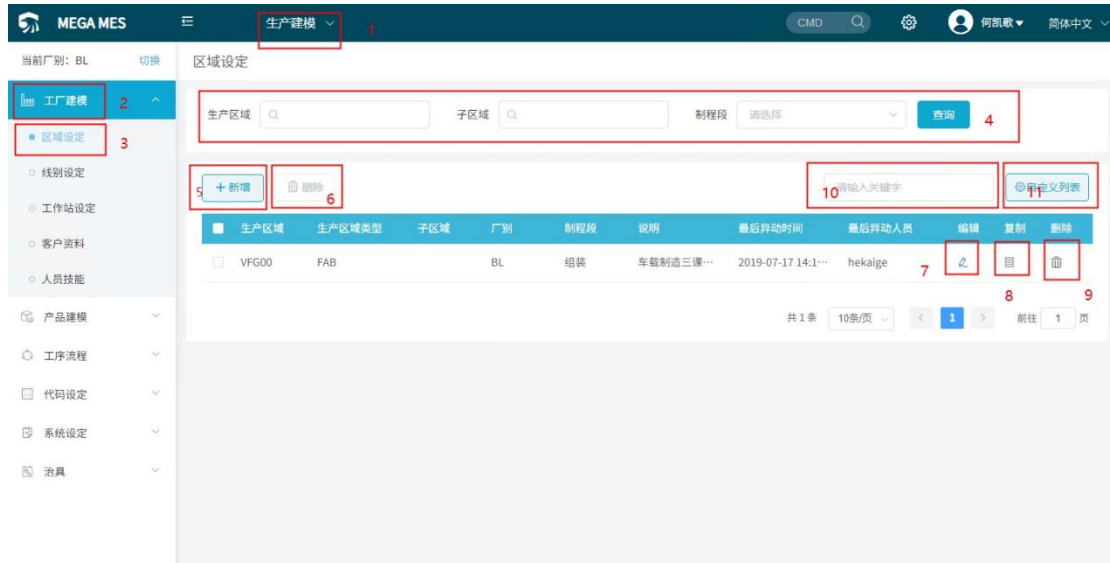 MEGA MES 生产建模 1 CMD 何凯歌 简体中文
当前厂别：BL 切换 区域设定
工厂建模 2
生产区域 子区域 制程段 请选择 查询 4
区域设定 3
线别设定
5 新增 删除 6 10 请输入关键字 自定义列表 11
工作站设定
生产区域 生产区域类型 子区域 厂别 制程段 说明 最后异动时间 最后异动人员 编辑 复制 删除
客户资料
VFG00 FAB BL 组装 车载制造三课… 2019-07-17 14:1… hekaige 7
人员技能
8 9
产品建模
共 1 条 10条/页 1 前往 1 页
工序流程
代码设定
系统设定
治具